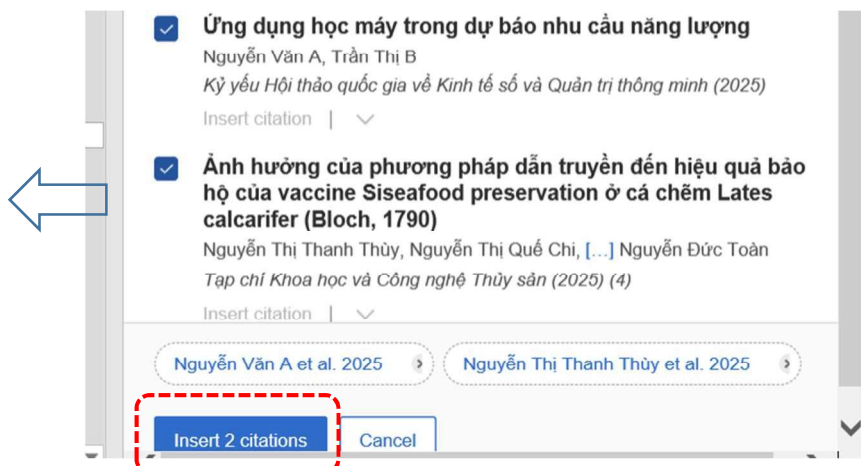 Ứng dụng học máy trong dự báo nhu cầu năng lượng
Nguyễn Văn A, Trần Thị B
Kỷ yếu Hội thảo quốc gia về Kinh tế số và Quản trị thông minh (2025)
Insert citation |
Ảnh hưởng của phương pháp dẫn truyền đến hiệu quả bảo
hộ của vaccine Siseafood preservation ở cá chẽm Lates
calcarifer (Bloch, 1790)
Nguyễn Thị Thanh Thùy, Nguyễn Thị Quế Chi, [...] Nguyễn Đức Toàn
Tạp chí Khoa học và Công nghệ Thủy sản (2025) (4)
Insert citation |
Nguyễn Văn A et al. 2025 Nguyễn Thị Thanh Thùy et al. 2025
Insert 2 citations Cancel